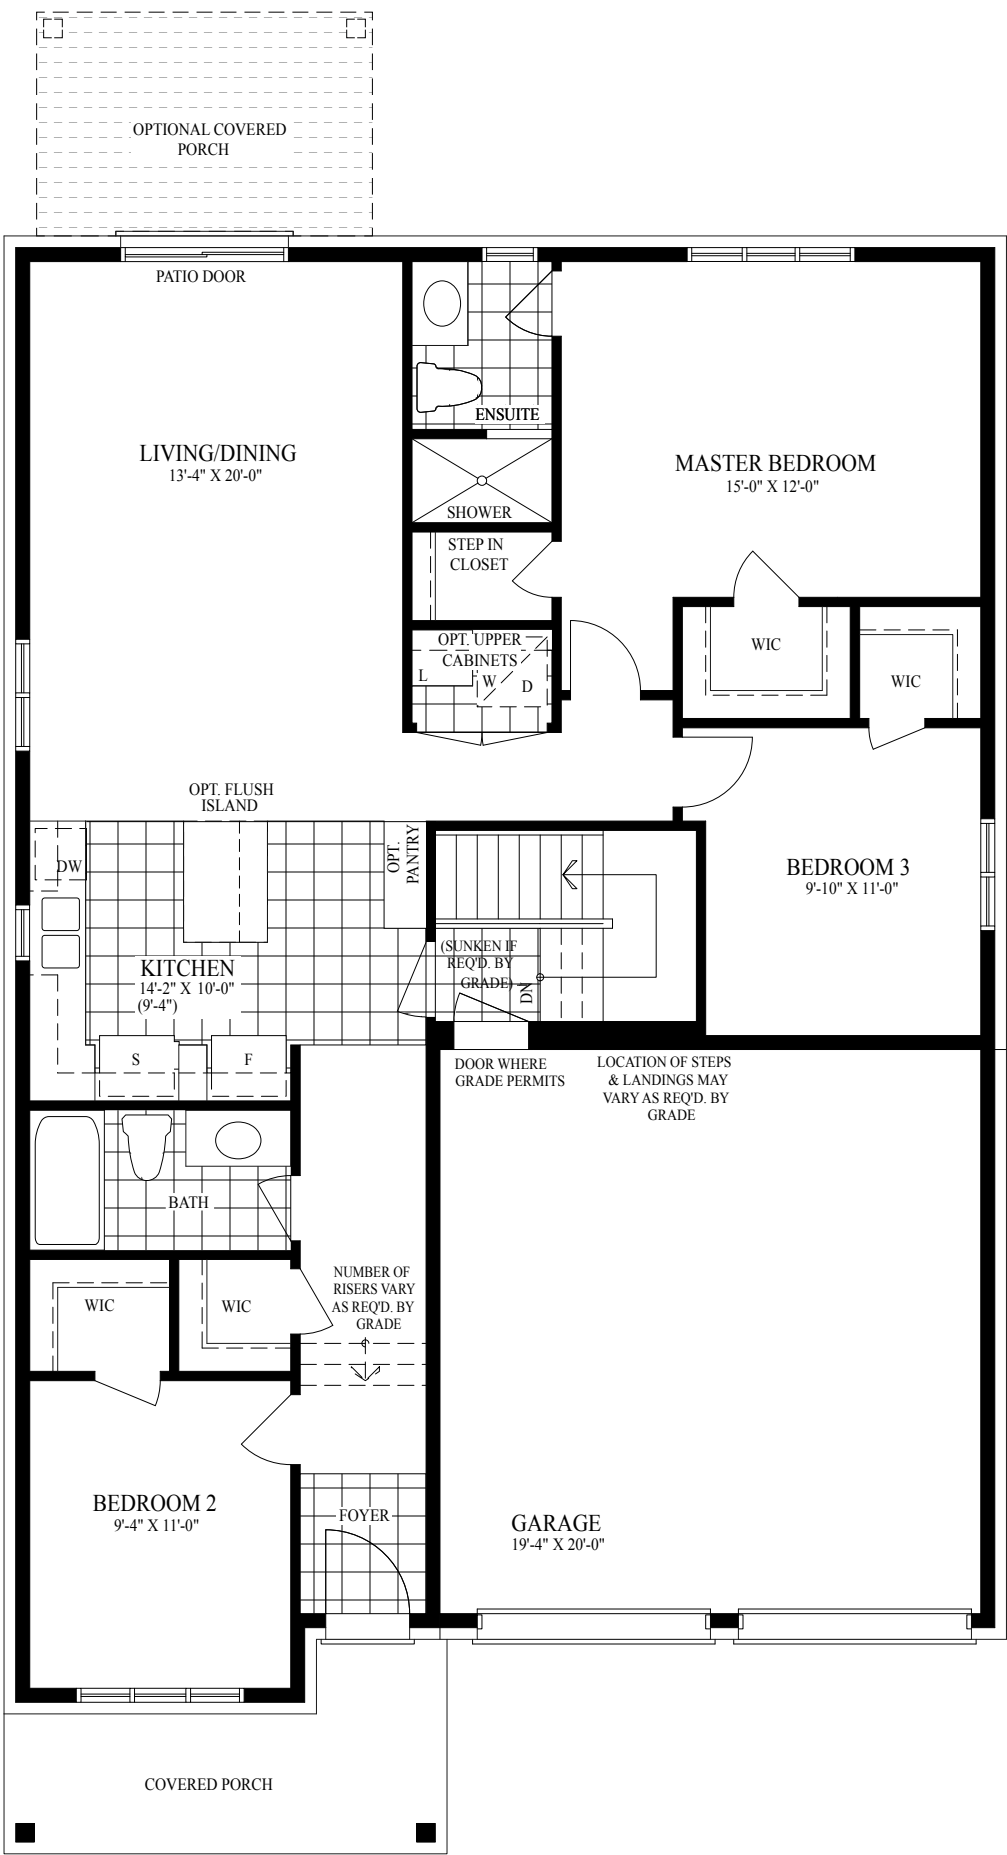 OPTIONAL COVERED
PORCH
PATIO DOOR
LIVING/DINING
13'-4" X 20'-0"
ENSUITE
SHOWER
MASTER BEDROOM
15'-0" X 12'-0"
STEP IN
CLOSET
OPT. UPPER
CABINETS
L
W
D
WIC
WIC
OPT. FLUSH
ISLAND
DW
OPT.
PANTRY
BEDROOM 3
9'-10" X 11'-0"
(SUNKEN IF
REQ'D. BY
GRADE)
DN
KITCHEN
14'-2" X 10'-0"
(9'-4")
S
F
DOOR WHERE
GRADE PERMITS
LOCATION OF STEPS
& LANDINGS MAY
VARY AS REQ'D. BY
GRADE
BATH
NUMBER OF
RISERS VARY
AS REQ'D. BY
GRADE
WIC
WIC
BEDROOM 2
9'-4" X 11'-0"
FOYER
GARAGE
19'-4" X 20'-0"
COVERED PORCH